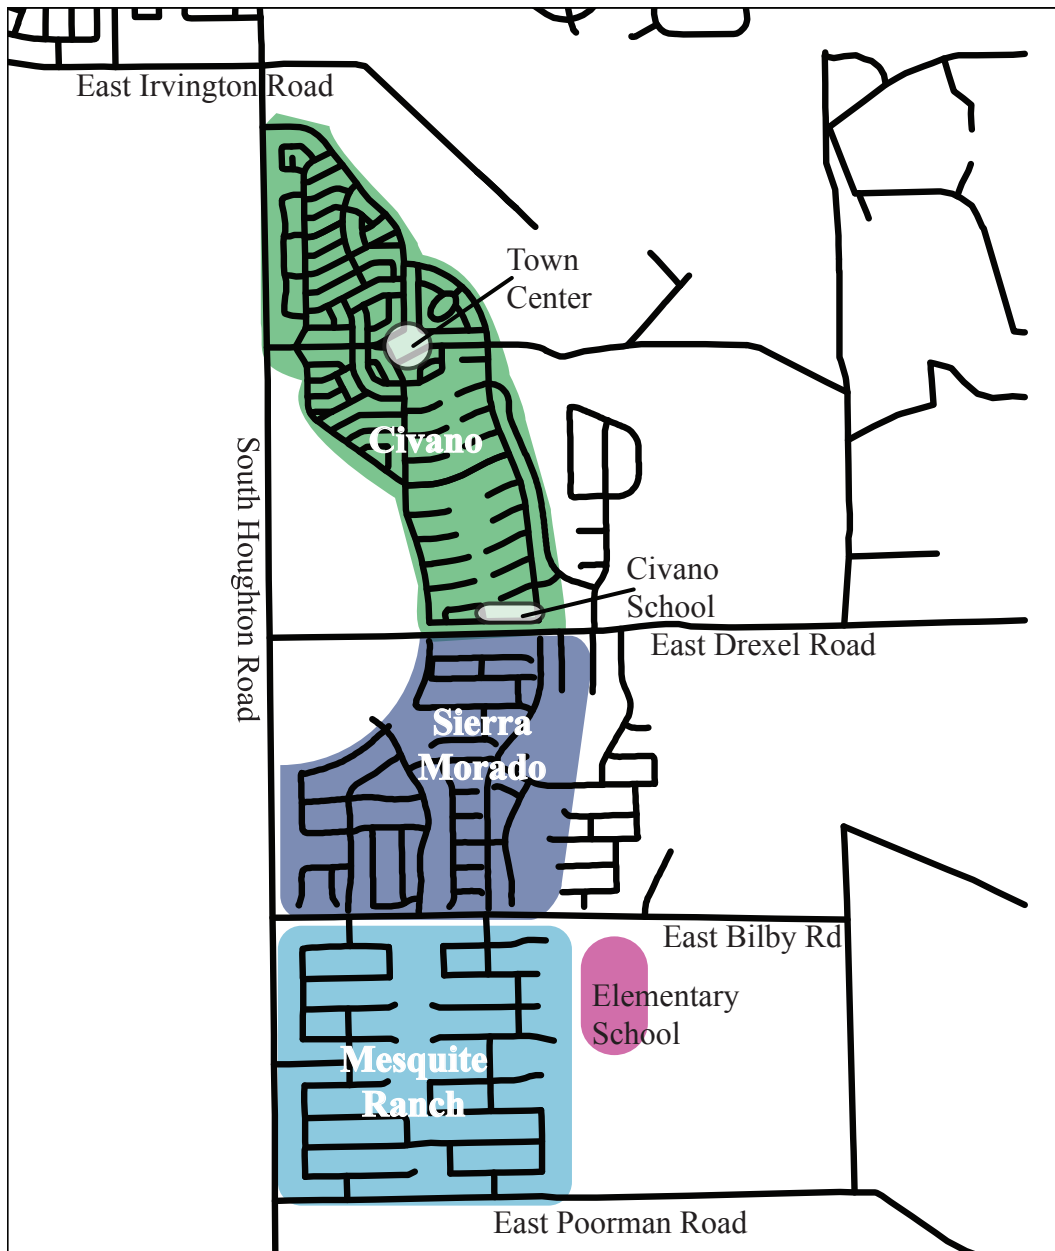 East Irvington Road
Town
Center
Civano
South Houghton Road
Civano
School
East Drexel Road
Sierra
Morado
East Bilby Rd
Elementary
School
Mesquite
Ranch
East Poorman Road